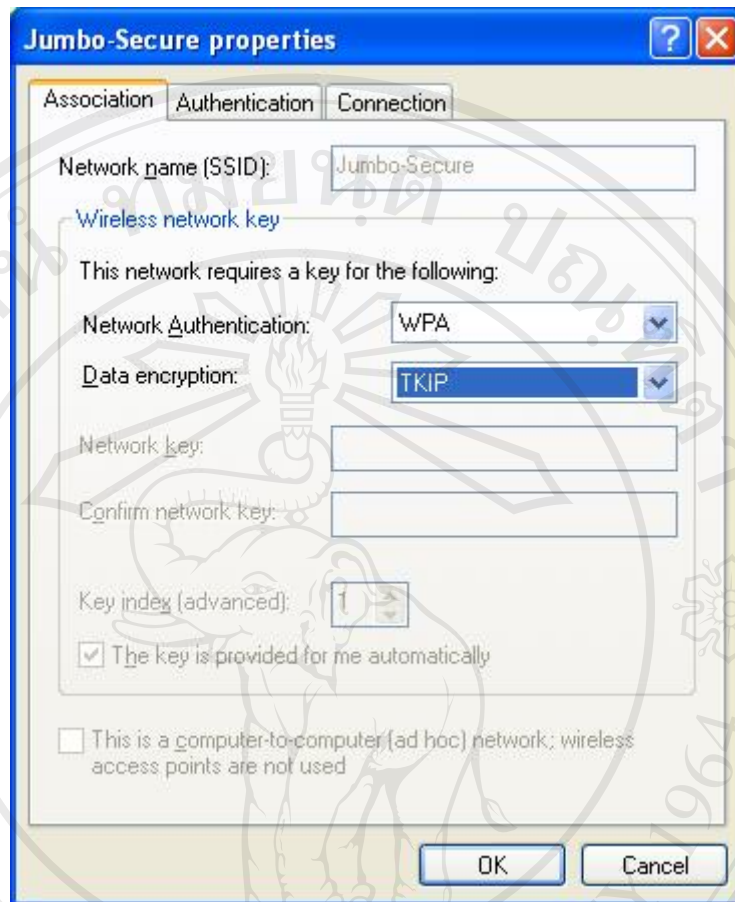 Jumbo-Secure properties
Association Authentication Connection
Network name (SSID): Jumbo-Secure
Wireless network key
This network requires a key for the following:
Network Authentication: WPA
Data encryption: TKIP
Network key:
Confirm network key:
Key index (advanced): 1
The key is provided for me automatically
This is a computer-to-computer (ad hoc) network; wireless
access points are not used
OK Cancel
1964